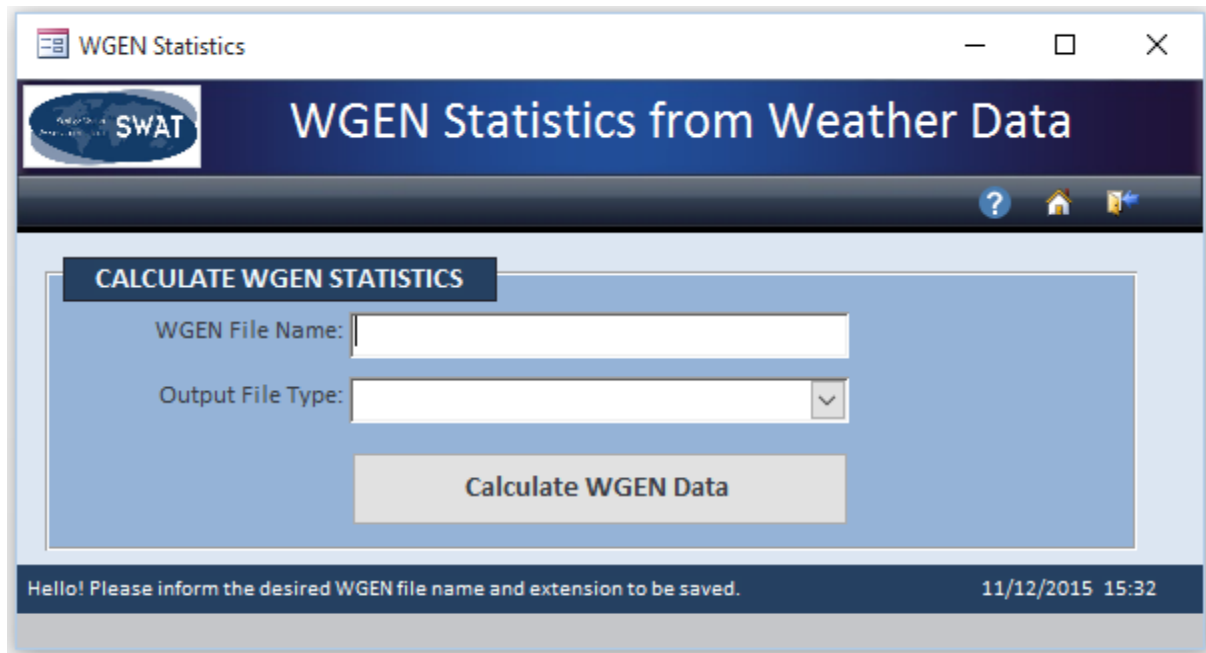 WGEN Statistics
SWAT
WGEN Statistics from Weather Data
?
CALCULATE WGEN STATISTICS
WGEN File Name:
Output File Type:
Calculate WGEN Data
Hello! Please inform the desired WGEN file name and extension to be saved. 11/12/2015 15:32